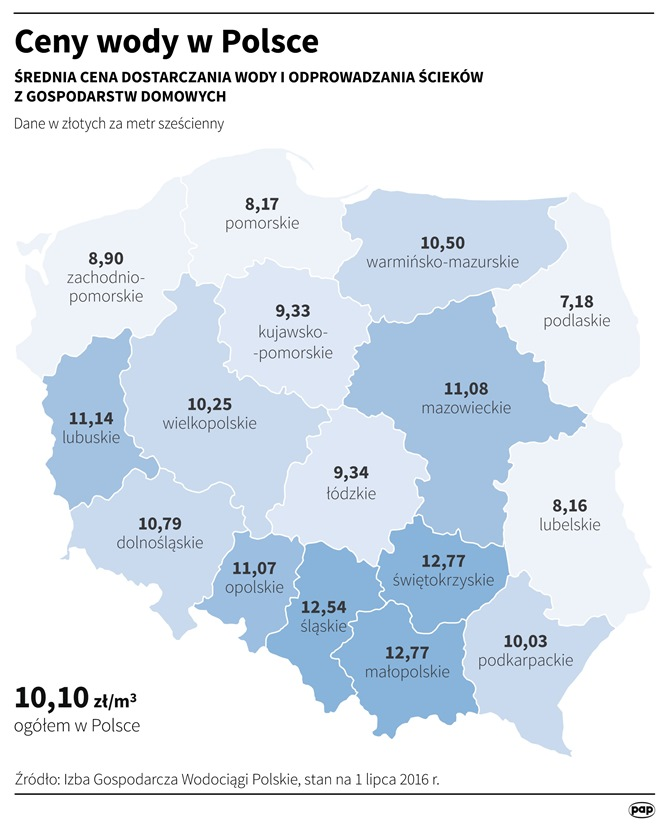 Ceny wody w Polsce
ŚREDNIA CENA DOSTARCZANIA WODY I ODPROWADZANIA ŚCIEKÓW
Z GOSPODARSTW DOMOWYCH
Dane w złotych za metr sześcienny
8,17
pomorskie
8,90
zachodnio-
pomorskie
10,50
warmińsko-mazurskie
7,18
podlaskie
9,33
kujawsko-
-pomorskie
11,14
lubuskie
10,25
wielkopolskie
11,08
mazowieckie
9,34
łódzkie
8,16
lubelskie
10,79
dolnośląskie
11,07
opolskie
12,54
śląskie
12,77
świętokrzyskie
12,77
małopolskie
10,03
podkarpackie
10,10 zł/m³
ogółem w Polsce
Źródło: Izba Gospodarcza Wodociągi Polskie, stan na 1 lipca 2016 r.
pap